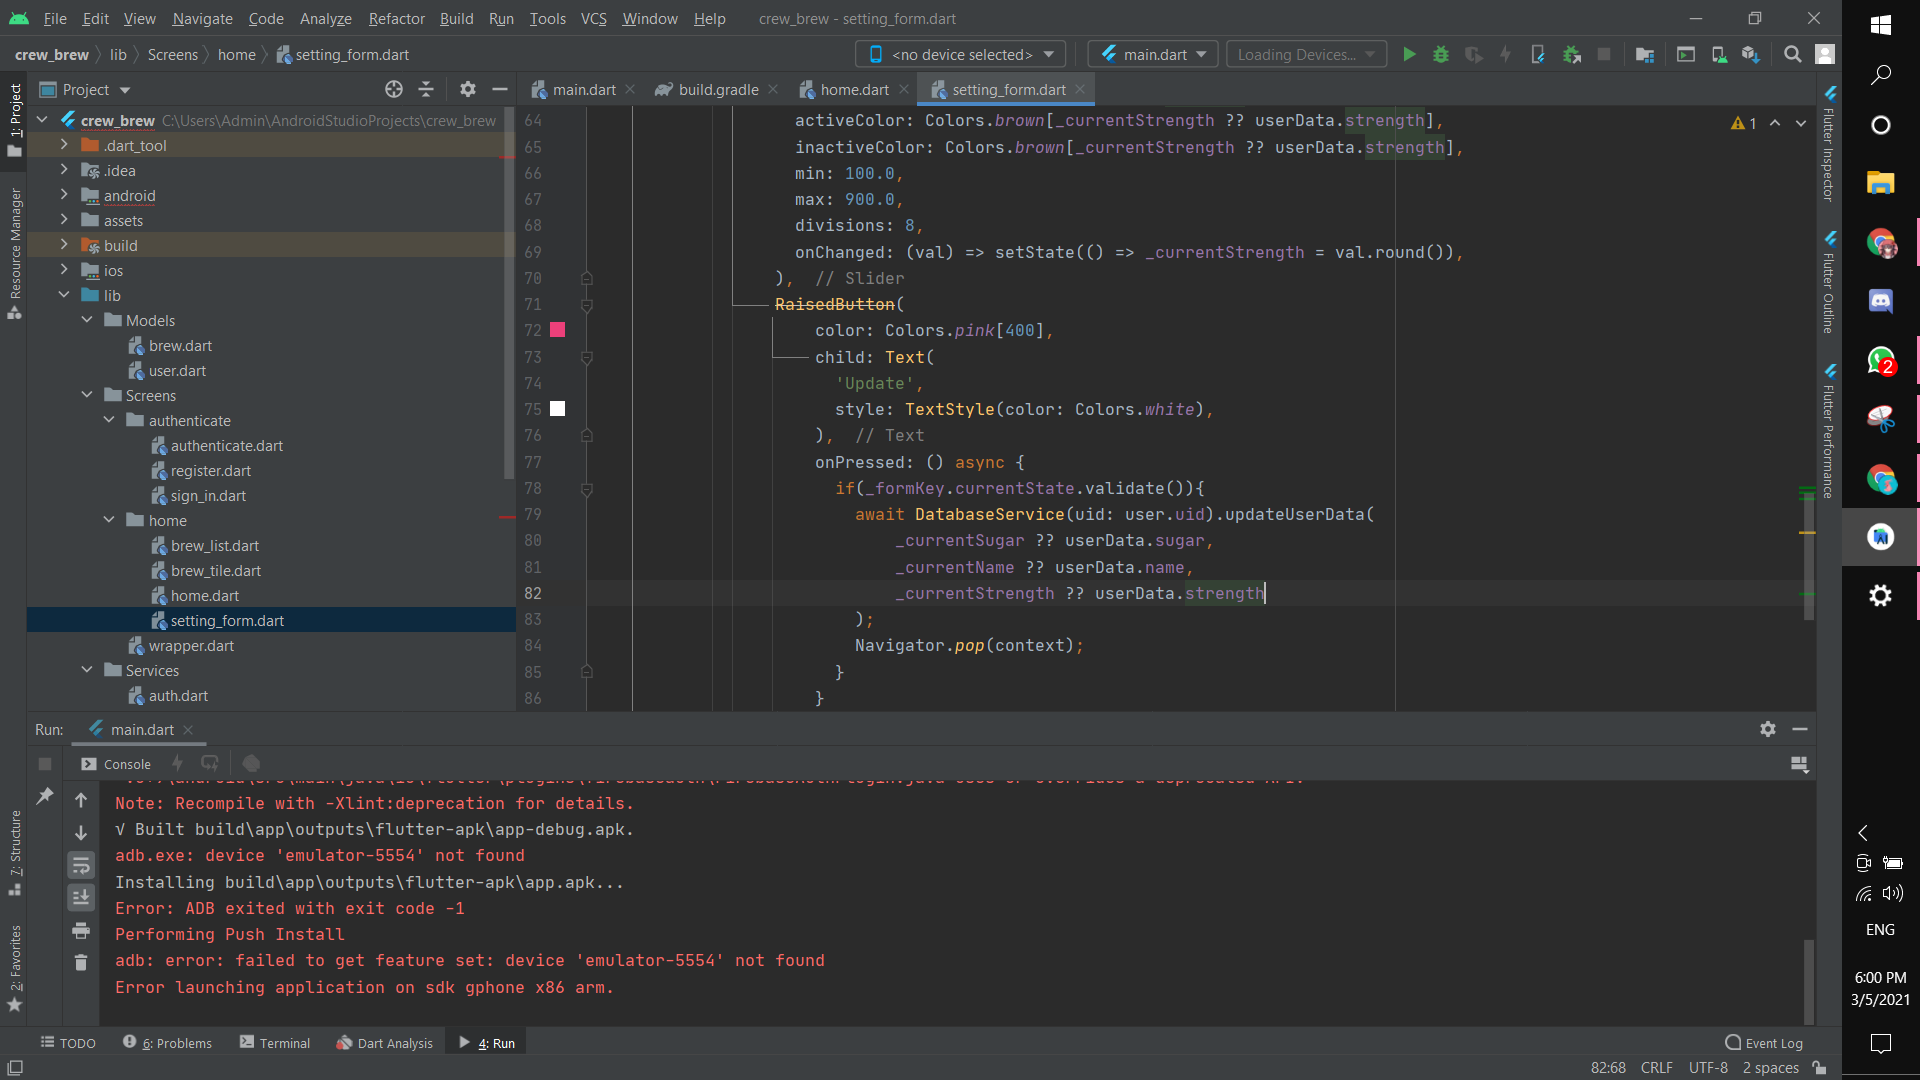 File Edit View Navigate Code Analyze Refactor Build Run Tools VCS Window Help crew_brew - setting_form.dart
crew_brew lib Screens home setting_form.dart <no device selected> main.dart Loading Devices...
Project main.dart build.gradle home.dart setting_form.dart
1: Project
Resource Manager
7: Structure
2: Favorites
crew_brew C:\Users\Admin\AndroidStudioProjects\crew_brew
.dart_tool
.idea
android
assets
build
ios
lib
Models
brew.dart
user.dart
Screens
authenticate
authenticate.dart
register.dart
sign_in.dart
home
brew_list.dart
brew_tile.dart
home.dart
setting_form.dart
wrapper.dart
Services
auth.dart
64 activeColor: Colors.brown[_currentStrength ?? userData.strength],
65 inactiveColor: Colors.brown[_currentStrength ?? userData.strength],
66 min: 100.0,
67 max: 900.0,
68 divisions: 8,
69 onChanged: (val) => setState(() => _currentStrength = val.round()),
70 ), // Slider
71 RaisedButton(
72 color: Colors.pink[400],
73 child: Text(
74 'Update',
75 style: TextStyle(color: Colors.white),
76 ), // Text
77 onPressed: () async {
78 if(_formKey.currentState.validate()){
79 await DatabaseService(uid: user.uid).updateUserData(
80 _currentSugar ?? userData.sugar,
81 _currentName ?? userData.name,
82 _currentStrength ?? userData.strength
83 );
84 Navigator.pop(context);
85 }
86 }
1
Flutter Inspector
Flutter Outline
Flutter Performance
Run: main.dart
Console
Note: Recompile with -Xlint:deprecation for details.
√ Built build\app\outputs\flutter-apk\app-debug.apk.
adb.exe: device 'emulator-5554' not found
Installing build\app\outputs\flutter-apk\app.apk...
Error: ADB exited with exit code -1
Performing Push Install
adb: error: failed to get feature set: device 'emulator-5554' not found
Error launching application on sdk gphone x86 arm.
TODO 6: Problems Terminal Dart Analysis 4: Run Event Log
82:68 CRLF UTF-8 2 spaces
2
ENG
6:00 PM
3/5/2021